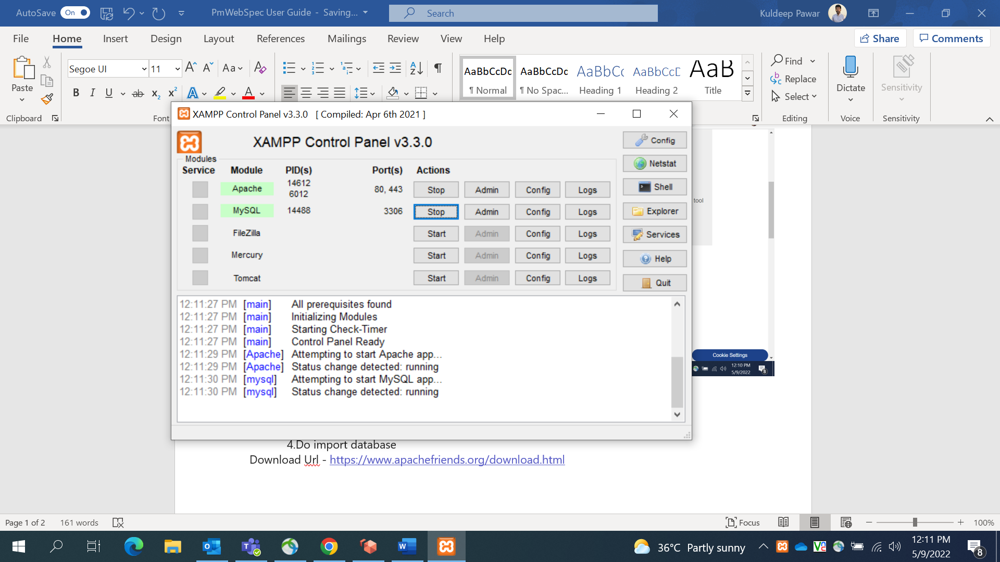 AutoSave On PmWebSpec User Guide - Saving... Search Kuldeep Pawar
File Home Insert Design Layout References Mailings Review View Help Share Comments
Paste Segoe UI 11 Aa AaBbCcDc AaBbCcDc AaBbCc AaBbCcD AaB Find Replace Select Dictate Sensitivity
¶ Normal ¶ No Spac... Heading 1 Heading 2 Title
B I U ab x₂ x² A A
Clipboard Font Editing Voice Sensitivity
XAMPP Control Panel v3.3.0 [ Compiled: Apr 6th 2021 ]
XAMPP Control Panel v3.3.0 Config
Modules
Service Module PID(s) Port(s) Actions Netstat
Apache 14612 6012 80, 443 Stop Admin Config Logs Shell
MySQL 14488 3306 Stop Admin Config Logs Explorer
FileZilla Start Admin Config Logs Services
Mercury Start Admin Config Logs Help
Tomcat Start Admin Config Logs Quit
tool
12:11:27 PM [main] All prerequisites found
12:11:27 PM [main] Initializing Modules
12:11:27 PM [main] Starting Check-Timer
12:11:27 PM [main] Control Panel Ready
12:11:29 PM [Apache] Attempting to start Apache app...
12:11:29 PM [Apache] Status change detected: running
12:11:30 PM [mysql] Attempting to start MySQL app...
12:11:30 PM [mysql] Status change detected: running
Cookie Settings
12:10 PM
5/9/2022
8
4.Do import database
Download Url - https://www.apachefriends.org/download.html
Page 1 of 2 161 words Focus 100%
36°C Partly sunny 12:11 PM
5/9/2022
8